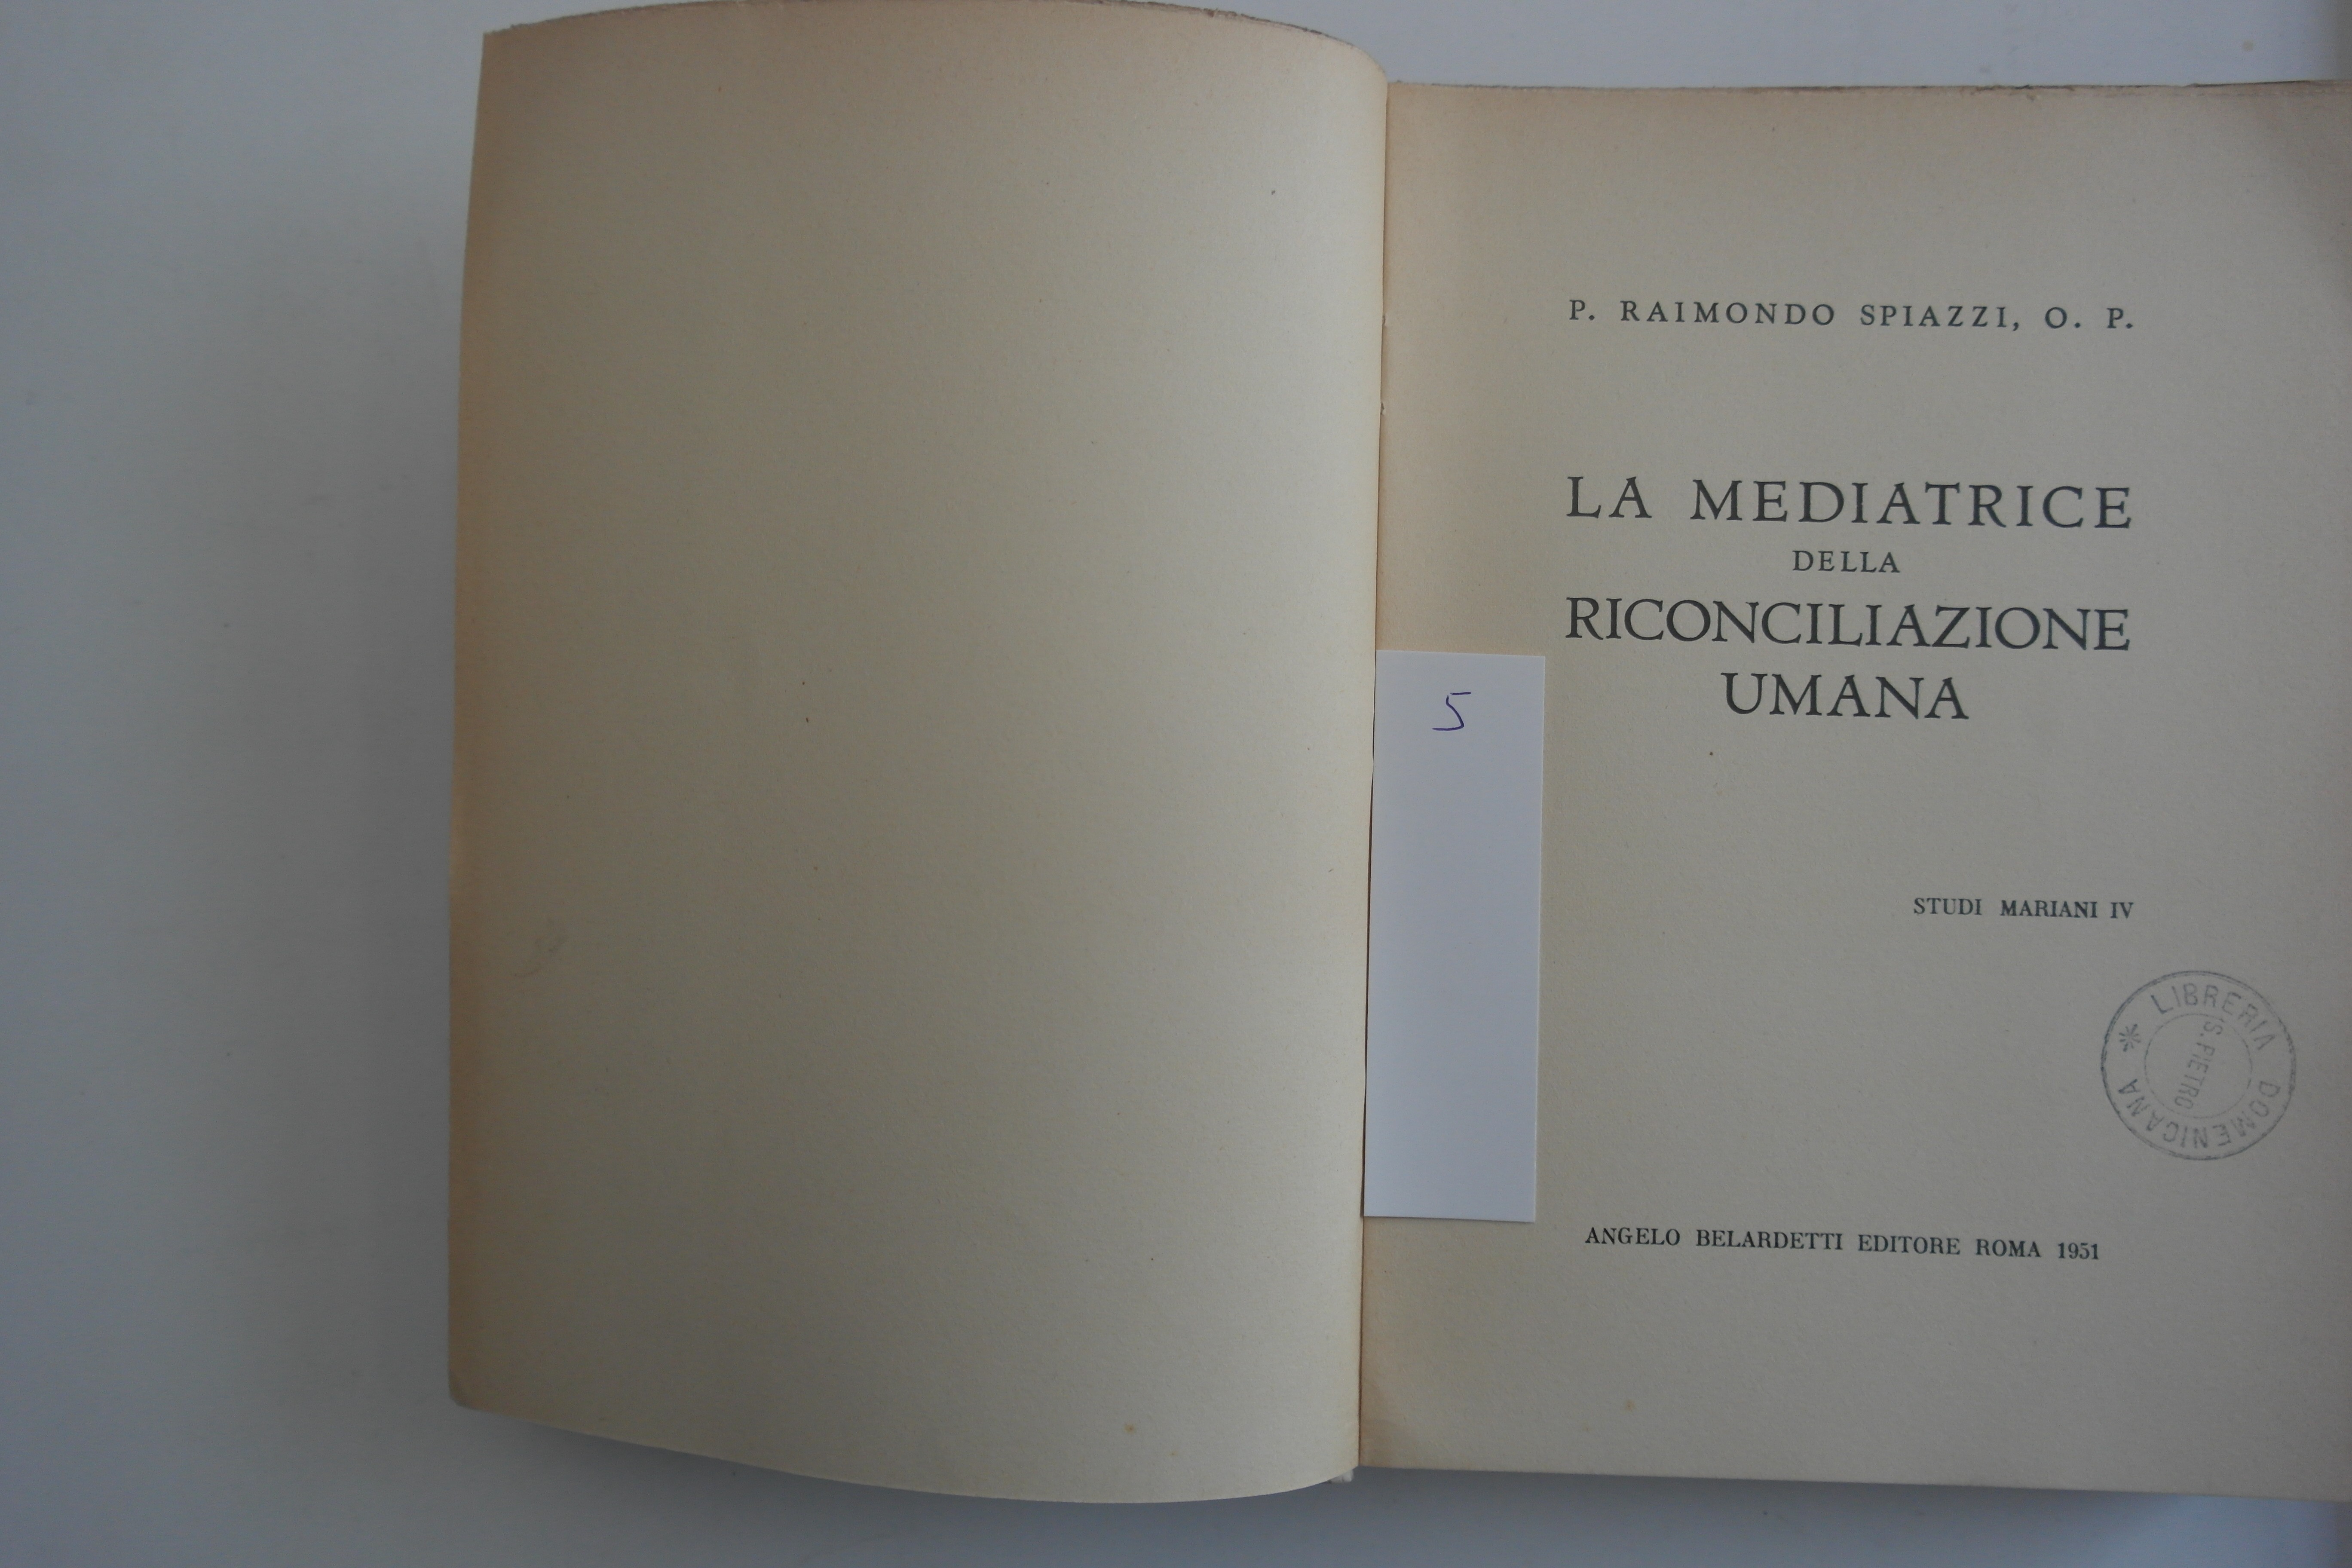 P. RAIMONDO SPIAZZI, O. P.
LA MEDIATRICE
DELLA
RICONCILIAZIONE
UMANA
5
STUDI MARIANI IV
LIBRERIA DOMENICANA *
S. PIETRO
ANGELO BELARDETTI EDITORE ROMA 1951